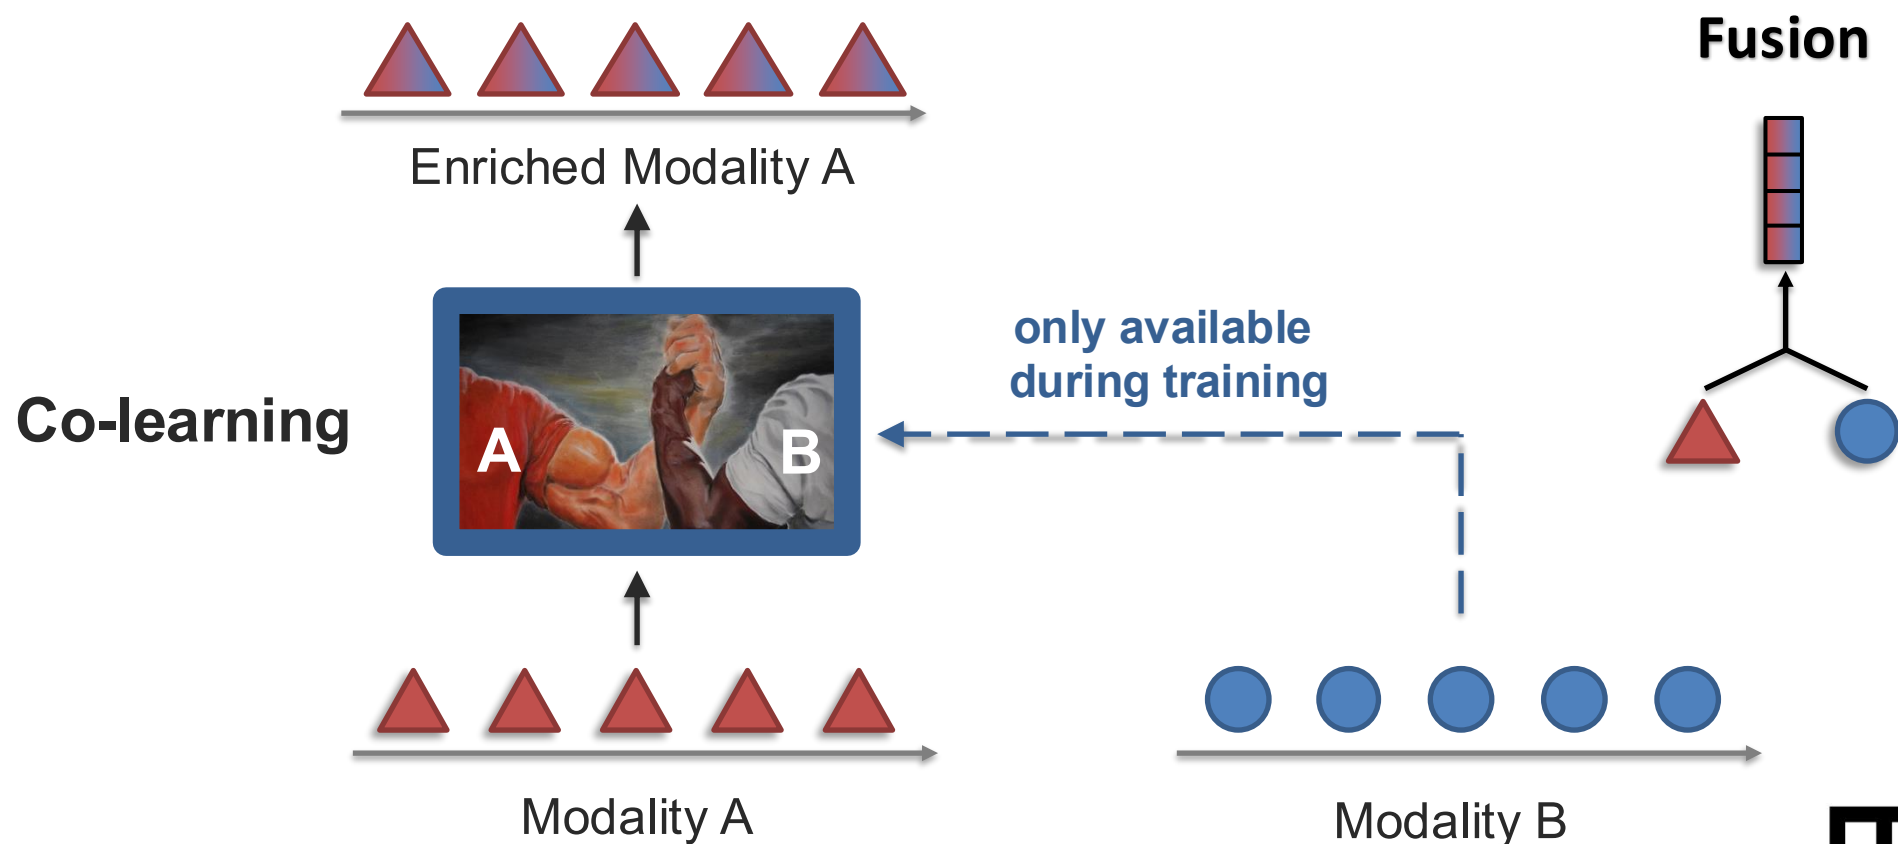 Fusion
Enriched Modality A
only available
during training
Co-learning
A
B
Modality A
Modality B